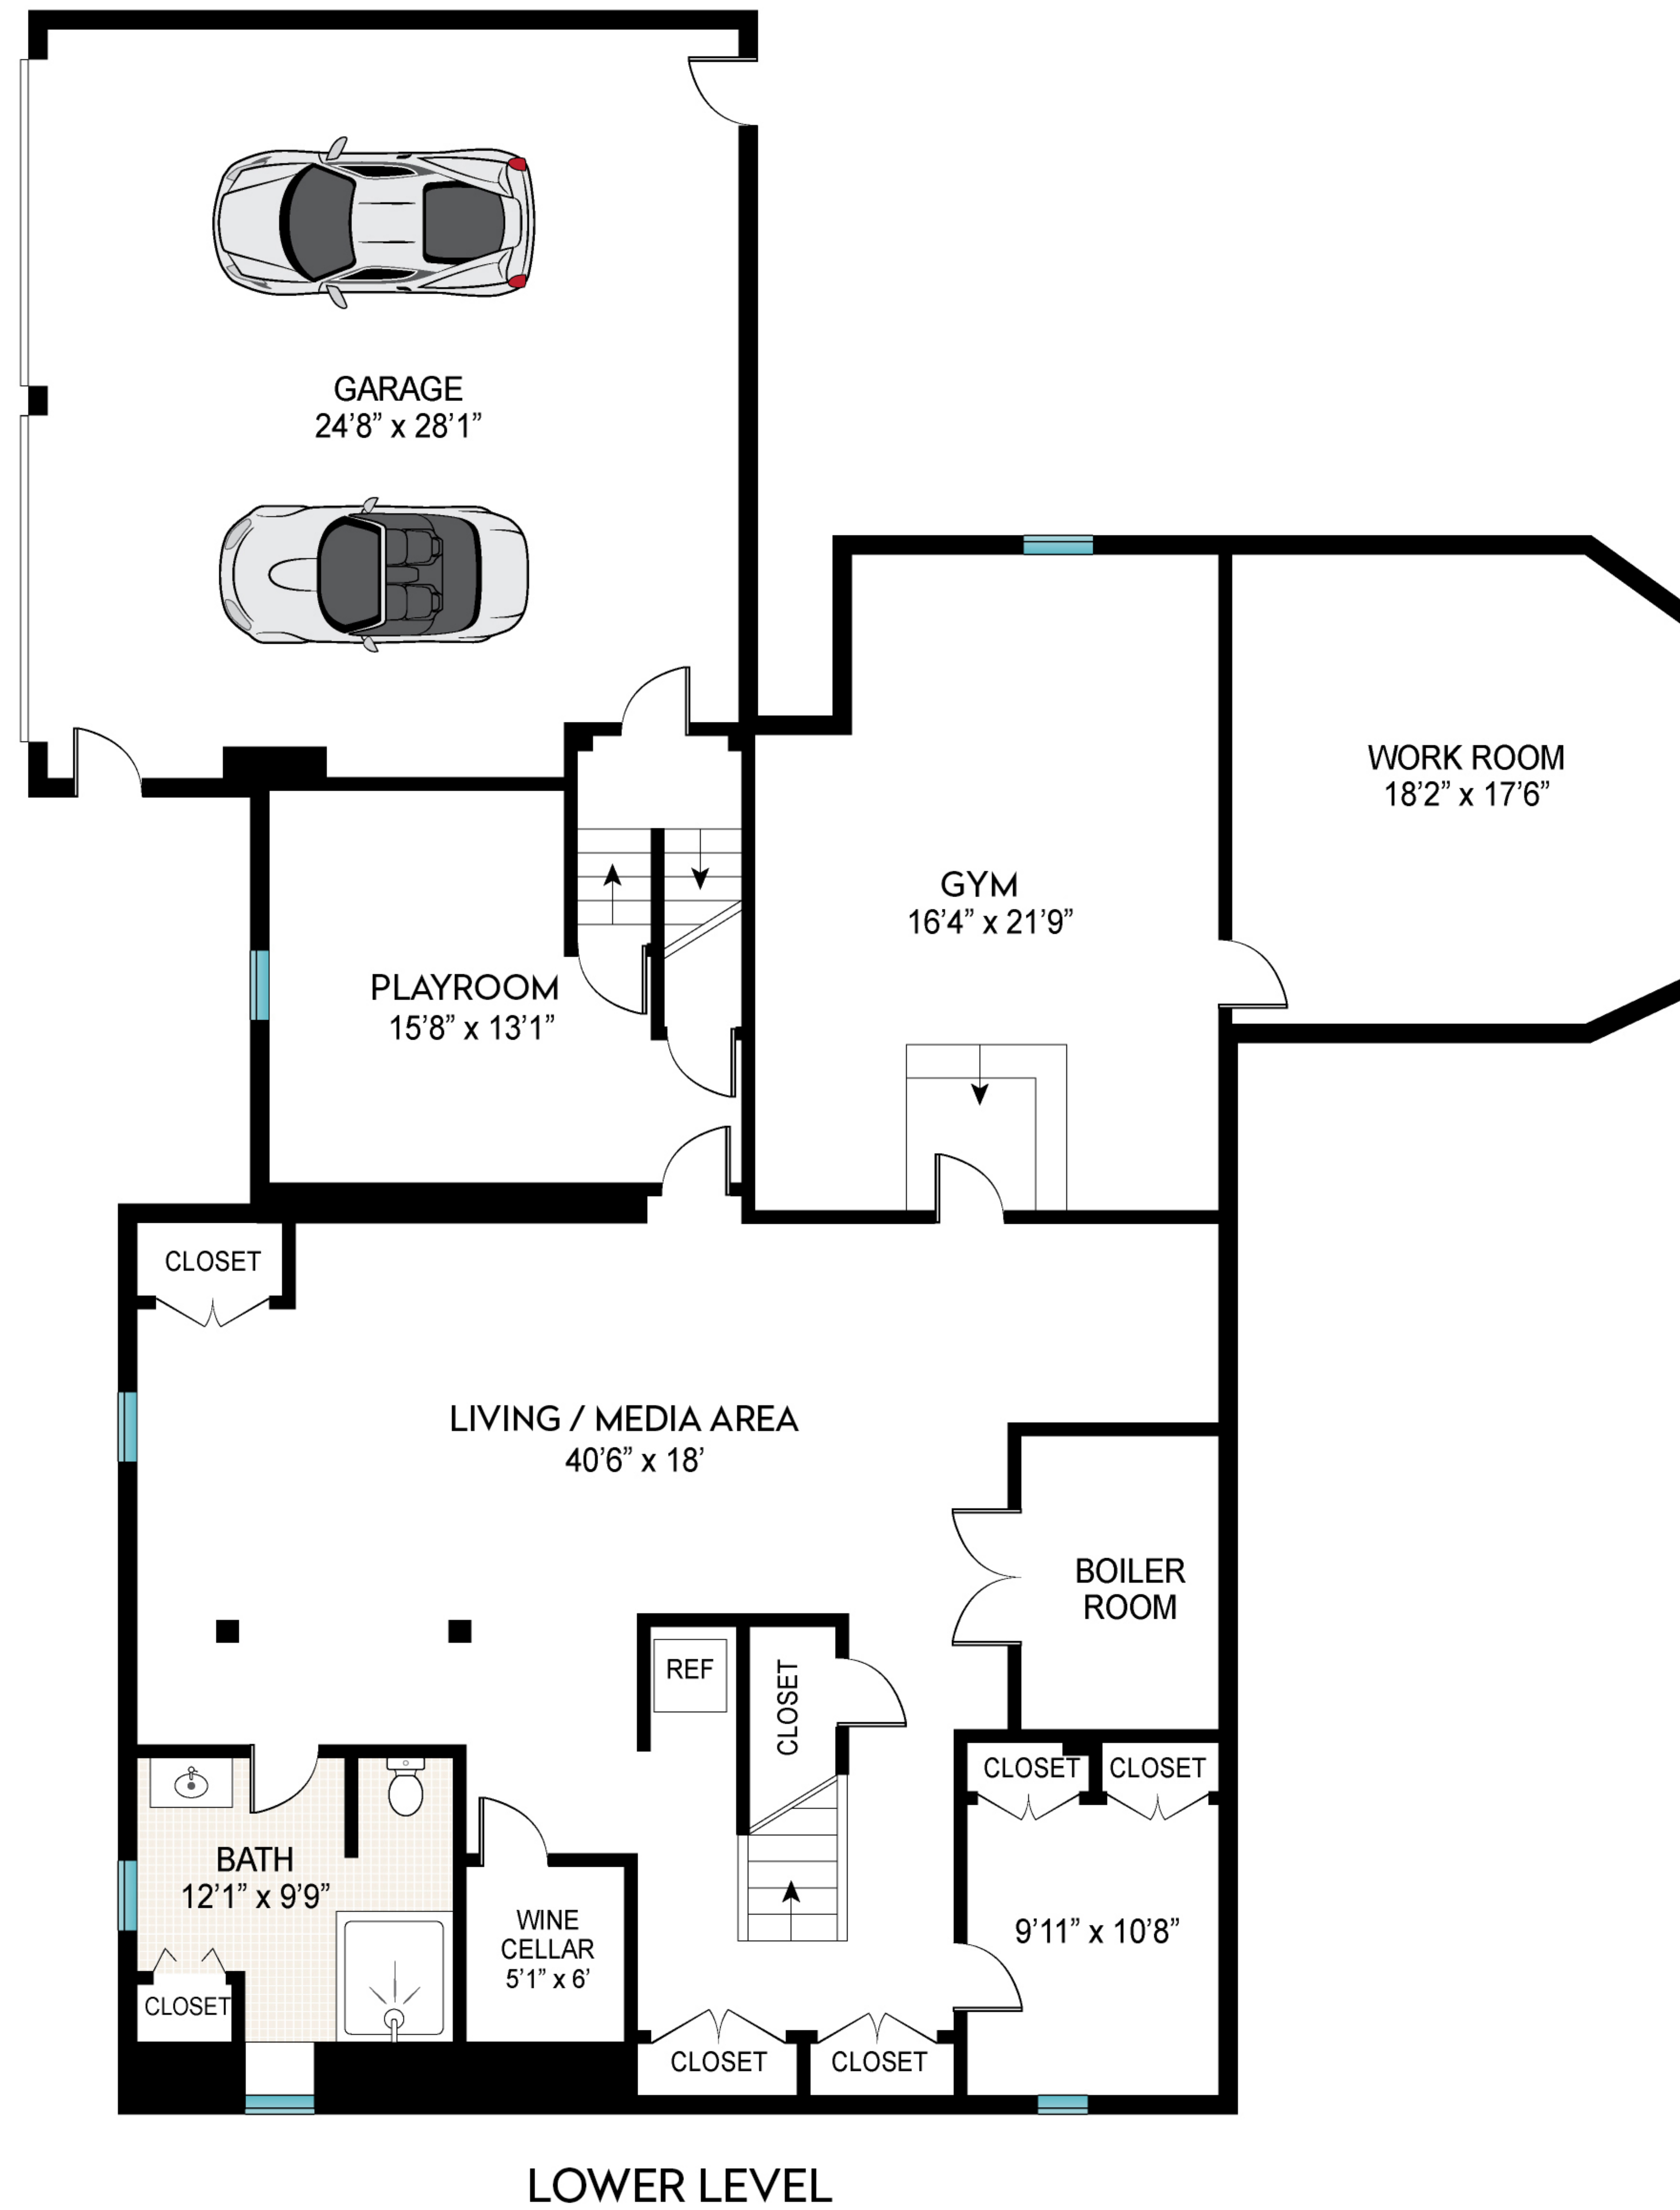 GARAGE
24’8” x 28’1”
WORK ROOM
18’2” x 17’6”
GYM
16’4” x 21’9”
PLAYROOM
15’8” x 13’1”
CLOSET
LIVING / MEDIA AREA
40’6” x 18’
BOILER
ROOM
REF
CLOSET
CLOSET
CLOSET
BATH
12’1” x 9’9”
WINE
CELLAR
5’1” x 6’
9’11” x 10’8”
CLOSET
CLOSET
CLOSET
LOWER LEVEL